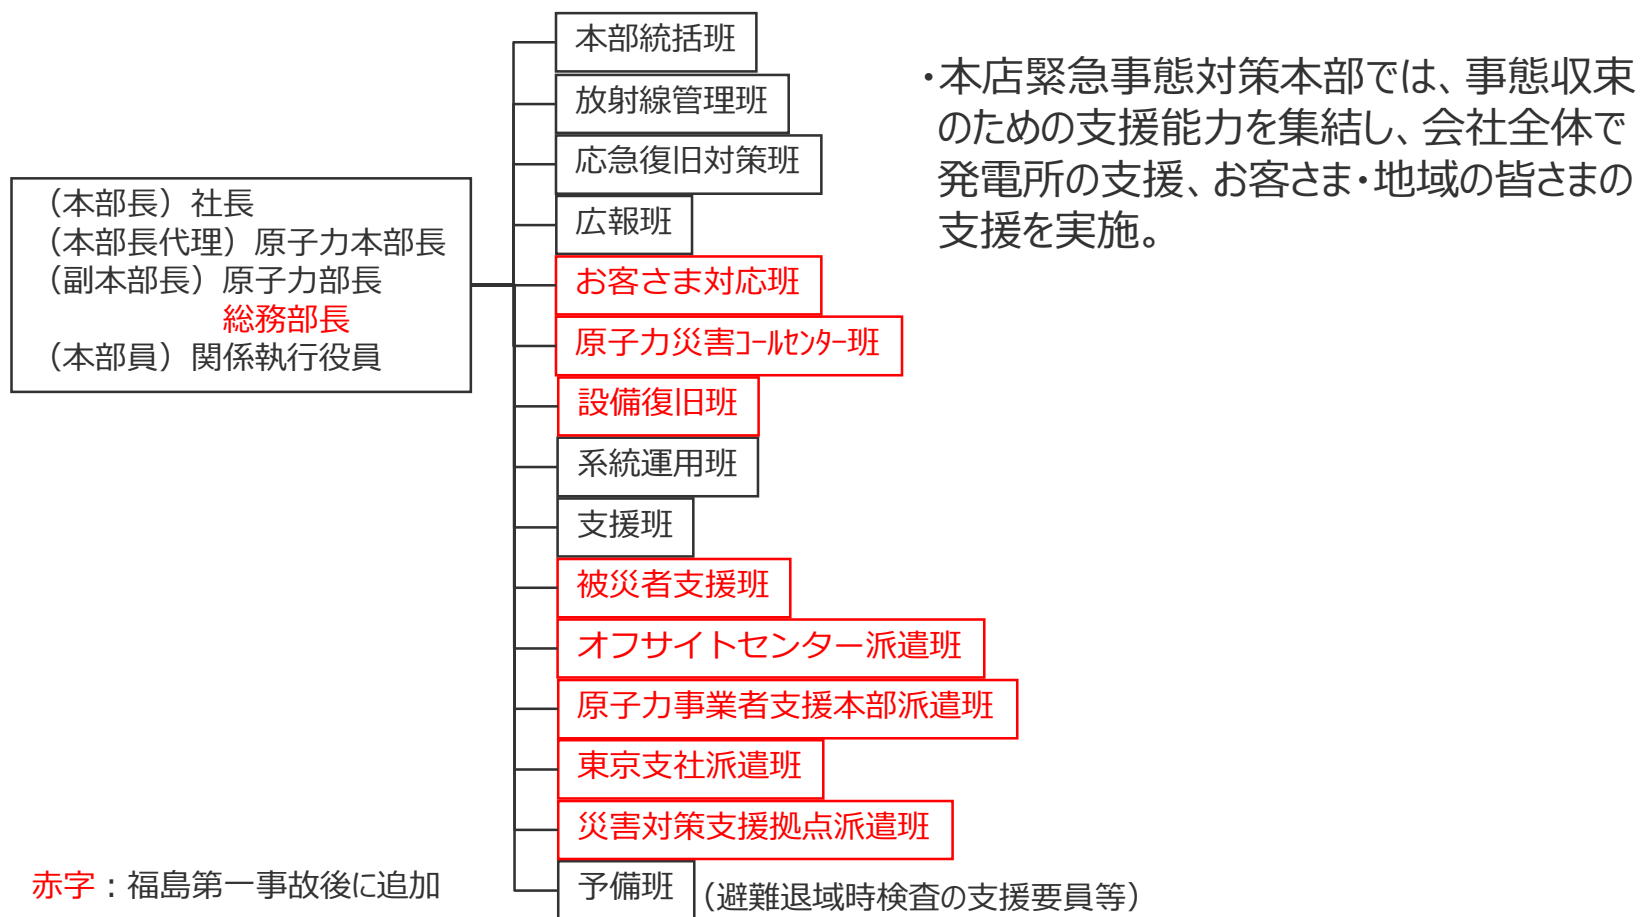 本部統括班
放射線管理班
応急復旧対策班
広報班
お客さま対応班
原子力災害ｺｰﾙｾﾝﾀｰ班
設備復旧班
系統運用班
支援班
被災者支援班
オフサイトセンター派遣班
原子力事業者支援本部派遣班
東京支社派遣班
災害対策支援拠点派遣班
予備班 （避難退域時検査の支援要員等）
（本部長）社長
（本部長代理）原子力本部長
（副本部長）原子力部長
総務部長
（本部員）関係執行役員
・本店緊急事態対策本部では、事態収束
のための支援能力を集結し、会社全体で
発電所の支援、お客さま・地域の皆さまの
支援を実施。
赤字：福島第一事故後に追加